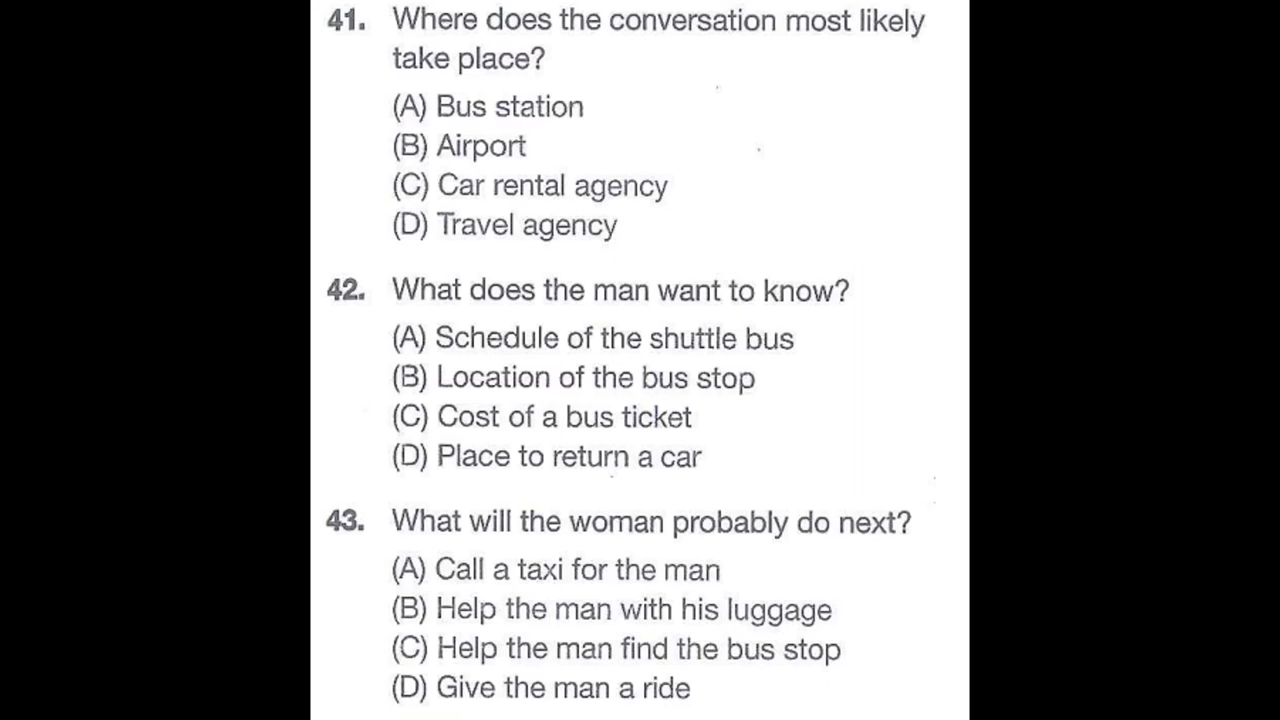 41. Where does the conversation most likely
take place?
(A) Bus station
(B) Airport
(C) Car rental agency
(D) Travel agency
42. What does the man want to know?
(A) Schedule of the shuttle bus
(B) Location of the bus stop
(C) Cost of a bus ticket
(D) Place to return a car
43. What will the woman probably do next?
(A) Call a taxi for the man
(B) Help the man with his luggage
(C) Help the man find the bus stop
(D) Give the man a ride